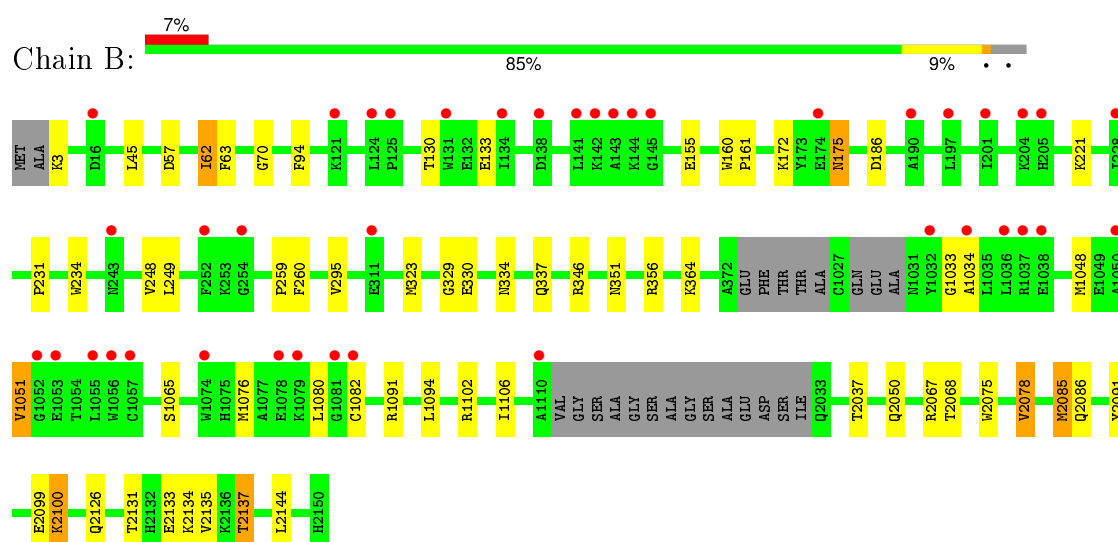 7%
Chain B:
85% 9% • •
MET ALA K3 D16 L45 D57 I62 F63 G70 F94 K121 L124 P125 T130 W131 E132 E133 I134 D138 L141 K142 A143 K144 G145 E155 W160 P161 K172 Y173 E174 N175 D186 A190 L197 I201 K204 H205 K221 I228
P231 W234 N243 V248 L249 F252 K253 G254 P259 F260 V295 E311 M323 G329 E330 N334 Q337 R346 N351 R356 K364 A372 GLU PHE THR THR ALA C1027 GLN GLU ALA N1031 Y1032 G1033 A1034 L1035 L1036 R1037 E1038 M1048 E1049 A1050
V1051 G1052 E1053 T1054 L1055 W1056 C1057 S1065 W1074 H1075 M1076 A1077 E1078 K1079 L1080 G1081 C1082 R1091 L1094 R1102 I1106 A1110 VAL GLY SER ALA GLY SER ALA GLY SER ALA GLU ASP SER ILE Q2033 T2037 Q2050 R2067 T2068 W2075 V2078 M2085 Q2086
E2099 K2100 Q2126 T2131 H2132 E2133 K2134 V2135 K2136 T2137 L2144 H2150